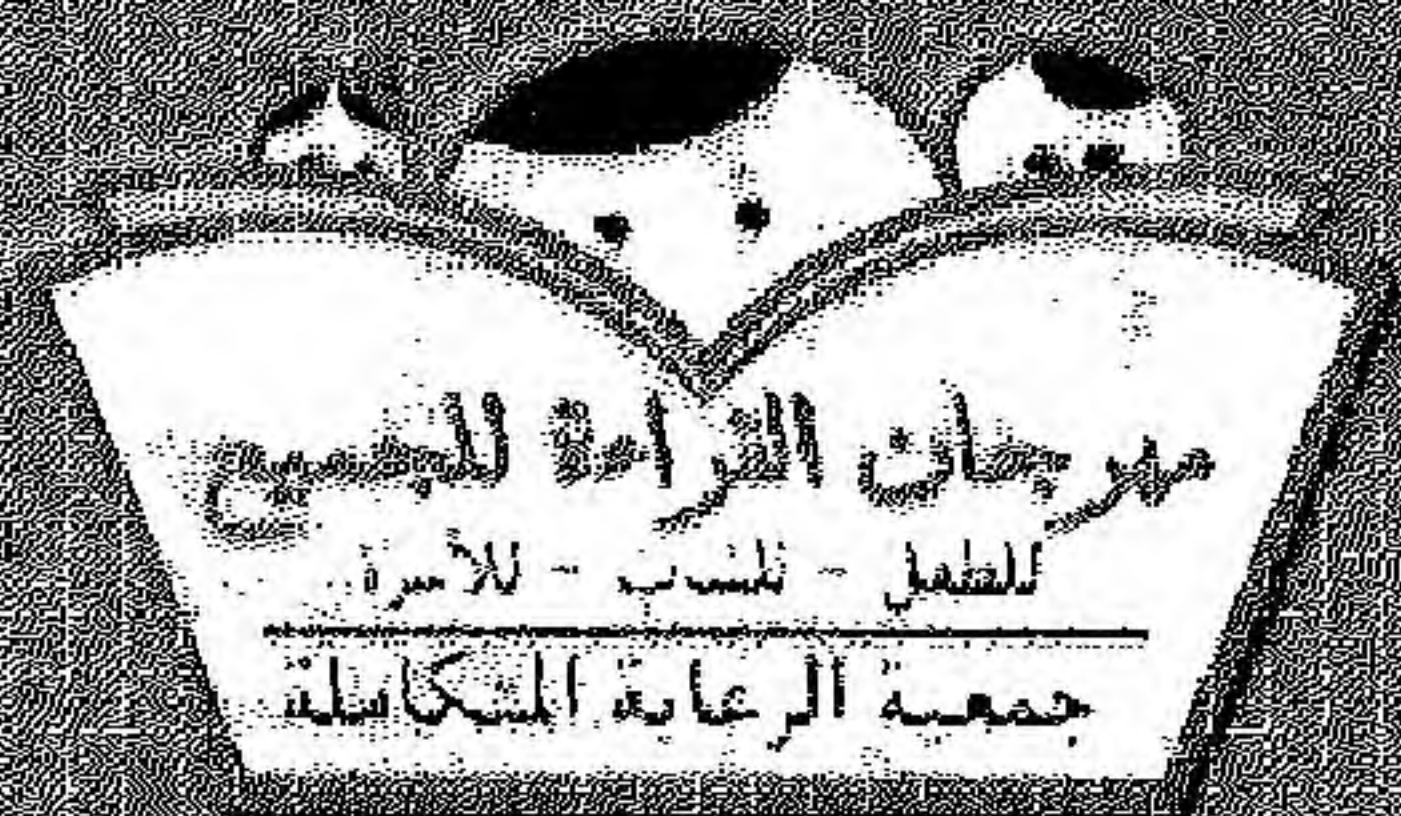 مهرجان القراءة للجميع
للطفل - للشباب - للأسرة
جمعية الرعاية المتكاملة